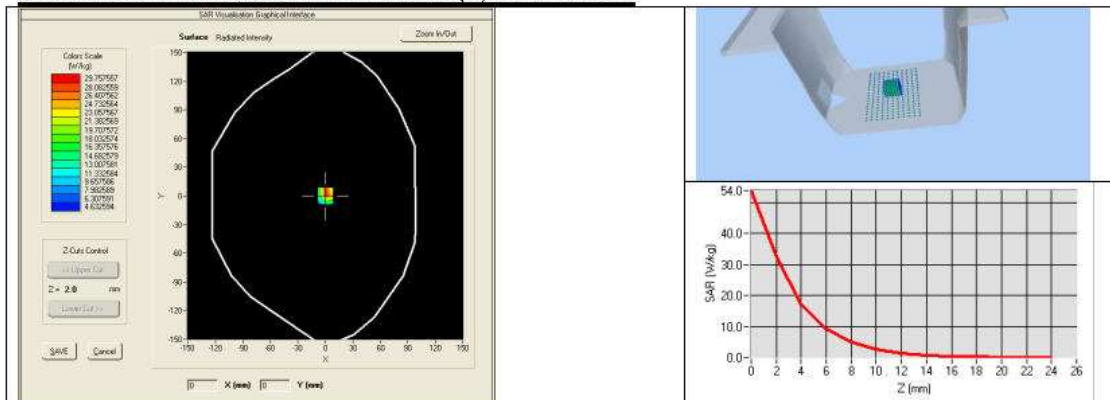 SAR Visualisation Graphical Interface
Surface Radiated Intensity
Zoom In/Out
Colors Scale
(W/kg)
29.757567
28.082559
26.407562
24.732564
23.057567
21.382569
19.707572
18.032574
16.357576
14.682579
13.007581
11.332584
9.657586
7.982589
6.307591
4.632594
Z-Cuts Control
<< Upper Cut
Z = 2.0 mm
Lower Cut >>
SAVE Cancel
150
120
90
60
30
0
-30
-60
-90
-120
-150
Y
-150 -120 -90 -60 -30 0 30 60 90 120 150
X
0 X (mm) 0 Y (mm)
54.0
40.0
30.0
20.0
10.0
0.0
SAR (W/kg)
0 2 4 6 8 10 12 14 16 18 20 22 24 26
Z (mm)